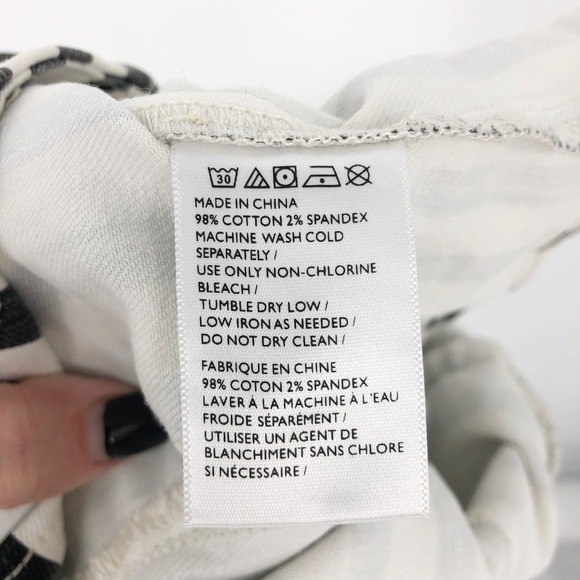 30
MADE IN CHINA
98% COTTON 2% SPANDEX
MACHINE WASH COLD
SEPARATELY /
USE ONLY NON-CHLORINE
BLEACH /
TUMBLE DRY LOW /
LOW IRON AS NEEDED /
DO NOT DRY CLEAN /
FABRIQUE EN CHINE
98% COTTON 2% SPANDEX
LAVER À LA MACHINE À L'EAU
FROIDE SÉPARÉMENT /
UTILISER UN AGENT DE
BLANCHIMENT SANS CHLORE
SI NÉCESSAIRE /